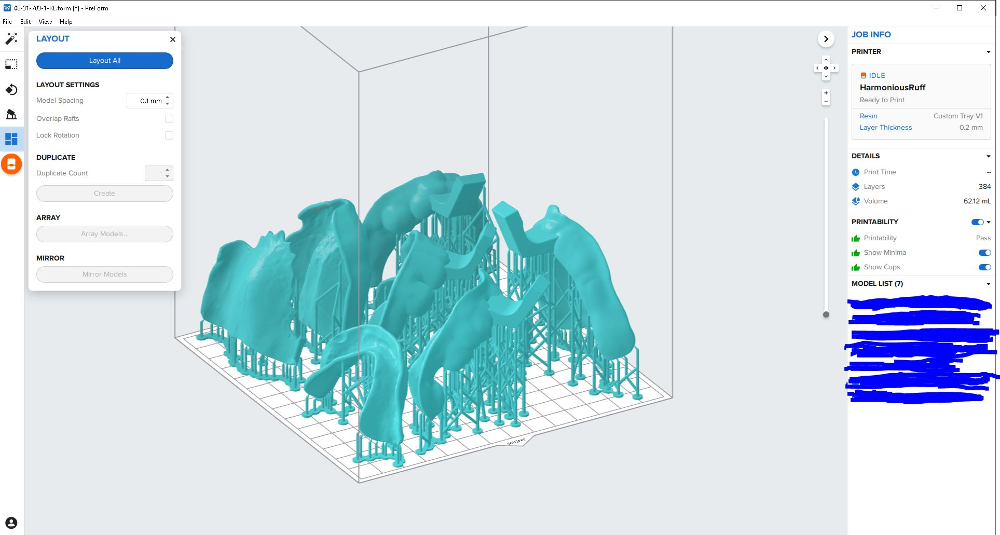 08-31-703-1-KL.form [*] - PreForm
File Edit View Help
LAYOUT
Layout All
LAYOUT SETTINGS
Model Spacing 0.1 mm
Overlap Rafts
Lock Rotation
DUPLICATE
Duplicate Count 1
Create
ARRAY
Array Models...
MIRROR
Mirror Models
FRONT
JOB INFO
PRINTER
IDLE
HarmoniousRuff
Ready to Print
Resin Custom Tray V1
Layer Thickness 0.2 mm
DETAILS
Print Time --
Layers 384
Volume 62.12 mL
PRINTABILITY
Printability Pass
Show Minima
Show Cups
MODEL LIST (7)